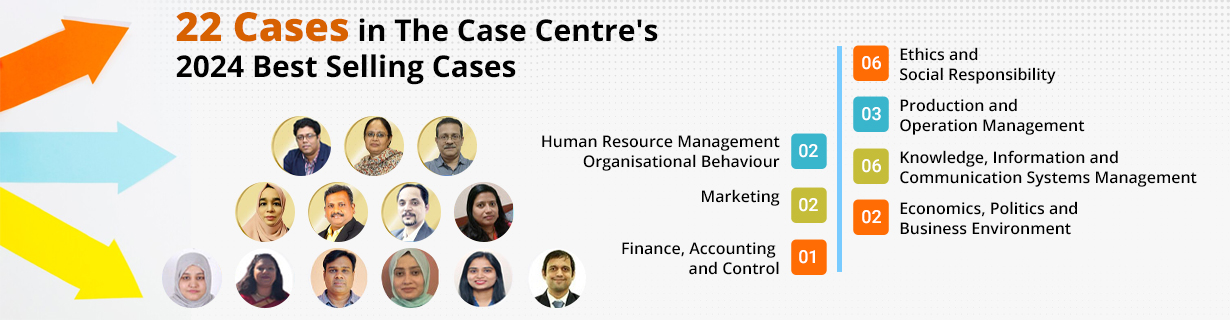 22 Cases in The Case Centre's
2024 Best Selling Cases
Human Resource Management
Organisational Behaviour
02
Marketing
02
Finance, Accounting
and Control
01
06
Ethics and
Social Responsibility
03
Production and
Operation Management
06
Knowledge, Information and
Communication Systems Management
02
Economics, Politics and
Business Environment